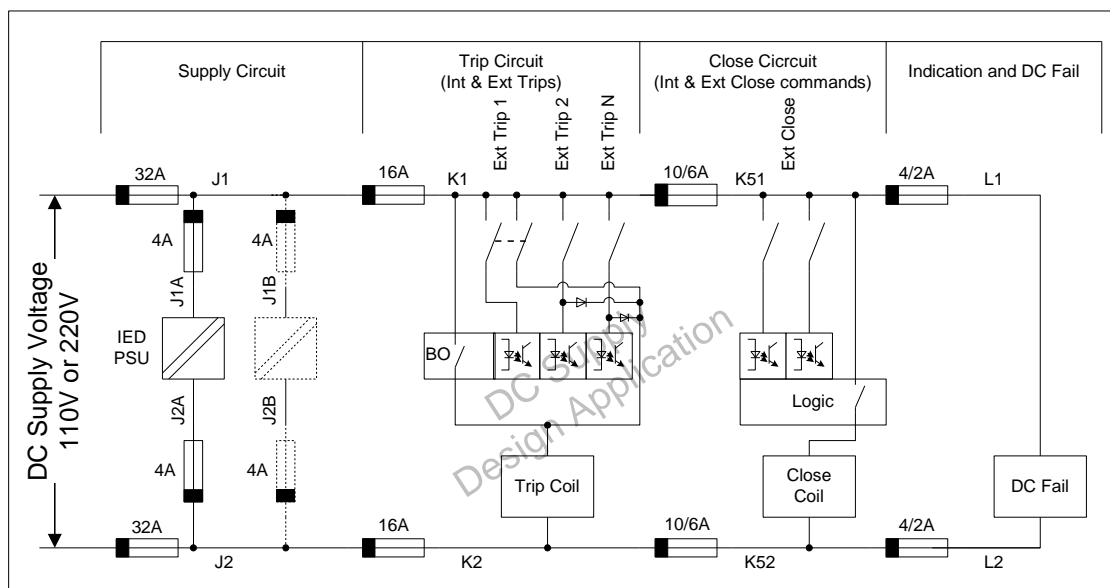 Supply Circuit
Trip Circuit
(Int & Ext Trips)
Close Cicrcuit
(Int & Ext Close commands)
Indication and DC Fail
Ext Trip 1
Ext Trip 2
Ext Trip N
Ext Close
32A
J1
16A
K1
10/6A
K51
4/2A
L1
4A
4A
J1A
J1B
DC Supply Voltage
110V or 220V
IED
PSU
BO
DC Supply
Design Application
Logic
J2A
J2B
4A
4A
Trip Coil
Close
Coil
DC Fail
32A
J2
16A
K2
10/6A
K52
4/2A
L2